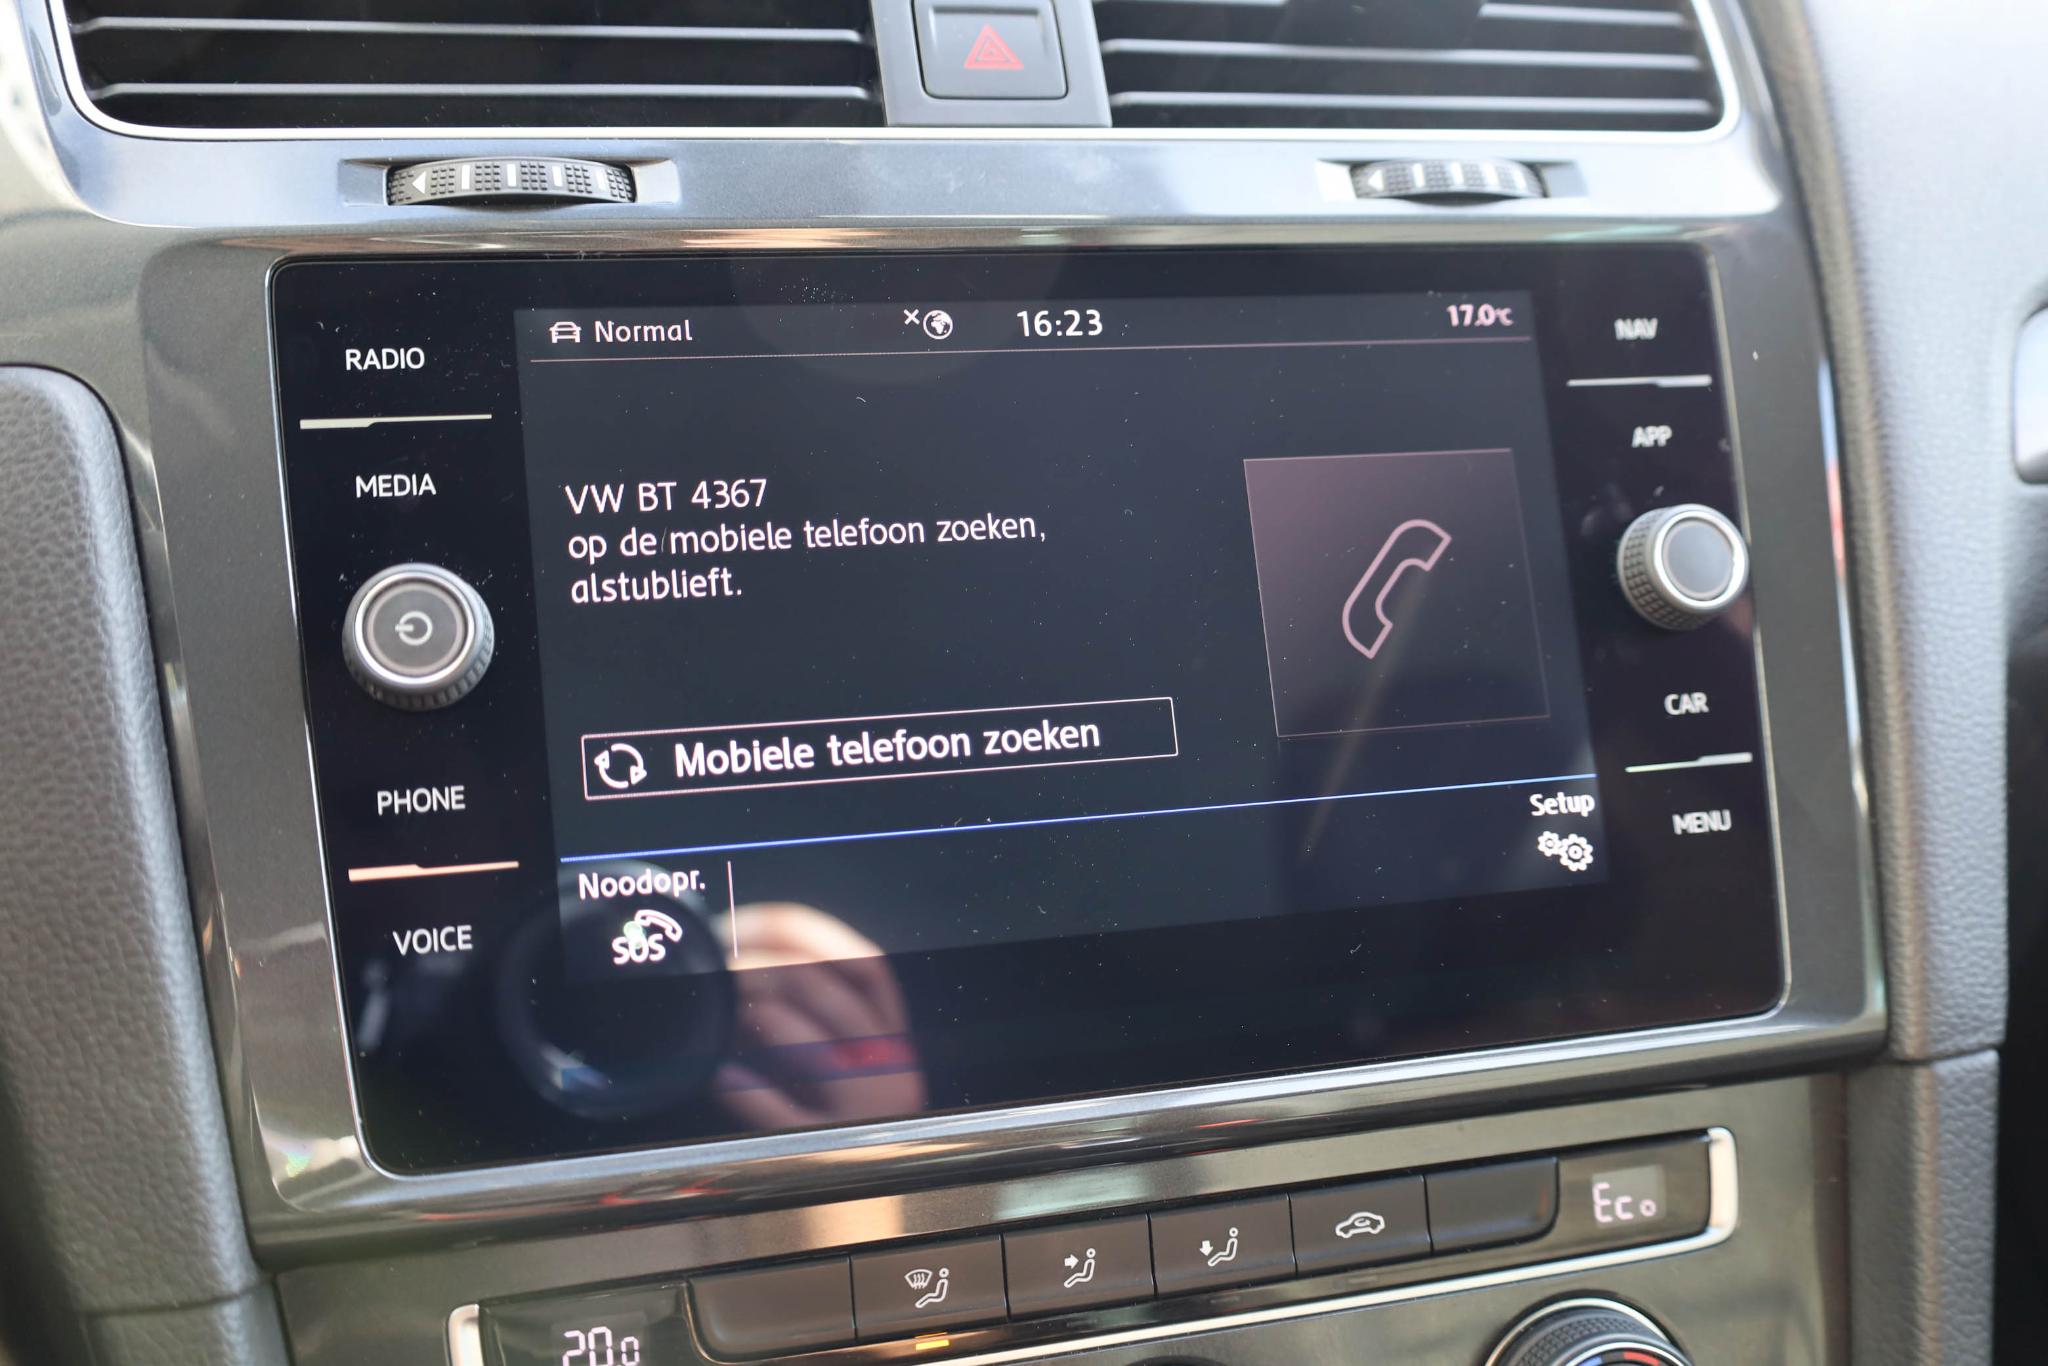 Normal 16:23 17.0°C
RADIO
MEDIA
PHONE
VOICE
VW BT 4367
op de mobiele telefoon zoeken,
alstublieft.
Mobiele telefoon zoeken
Noodopr.
SOS
Setup
NAV
APP
CAR
MENU
Eco
20.0